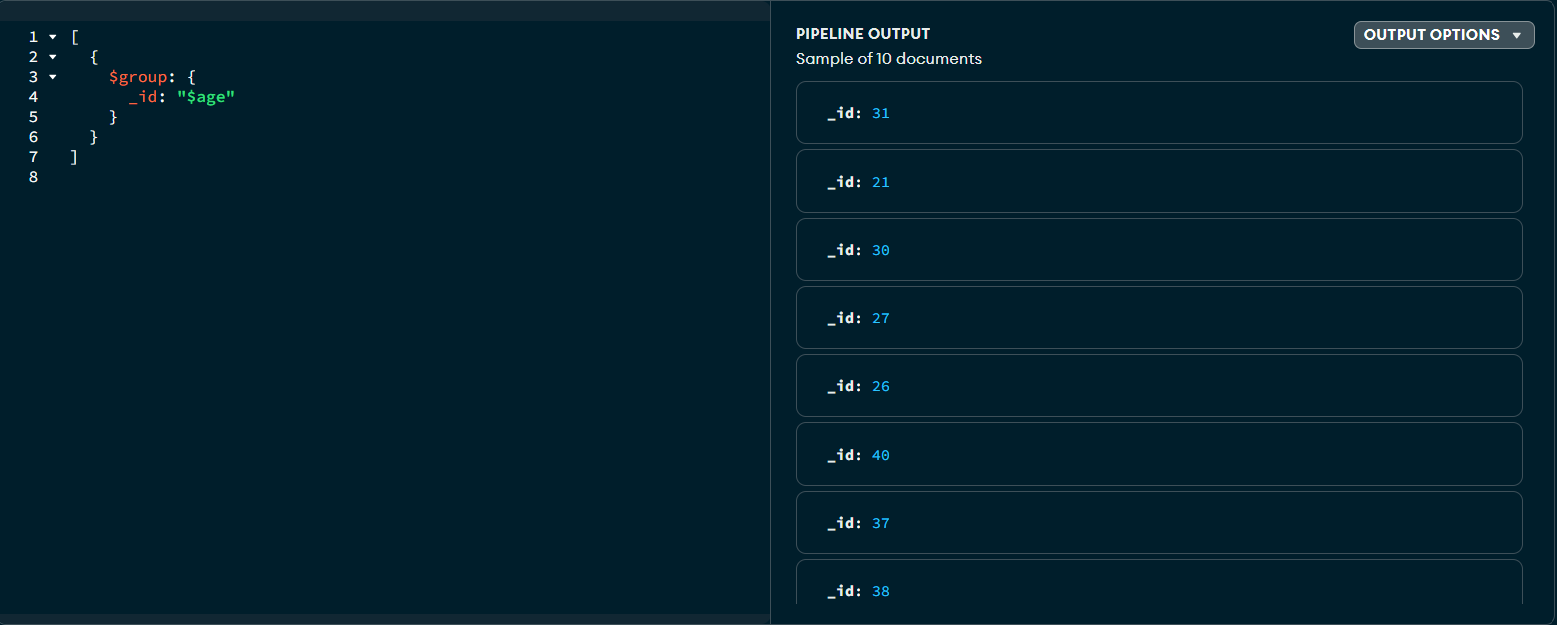 1 [
2 {
3 $group: {
4 _id: "$age"
5 }
6 }
7 ]
8
PIPELINE OUTPUT
Sample of 10 documents
OUTPUT OPTIONS
_id: 31
_id: 21
_id: 30
_id: 27
_id: 26
_id: 40
_id: 37
_id: 38